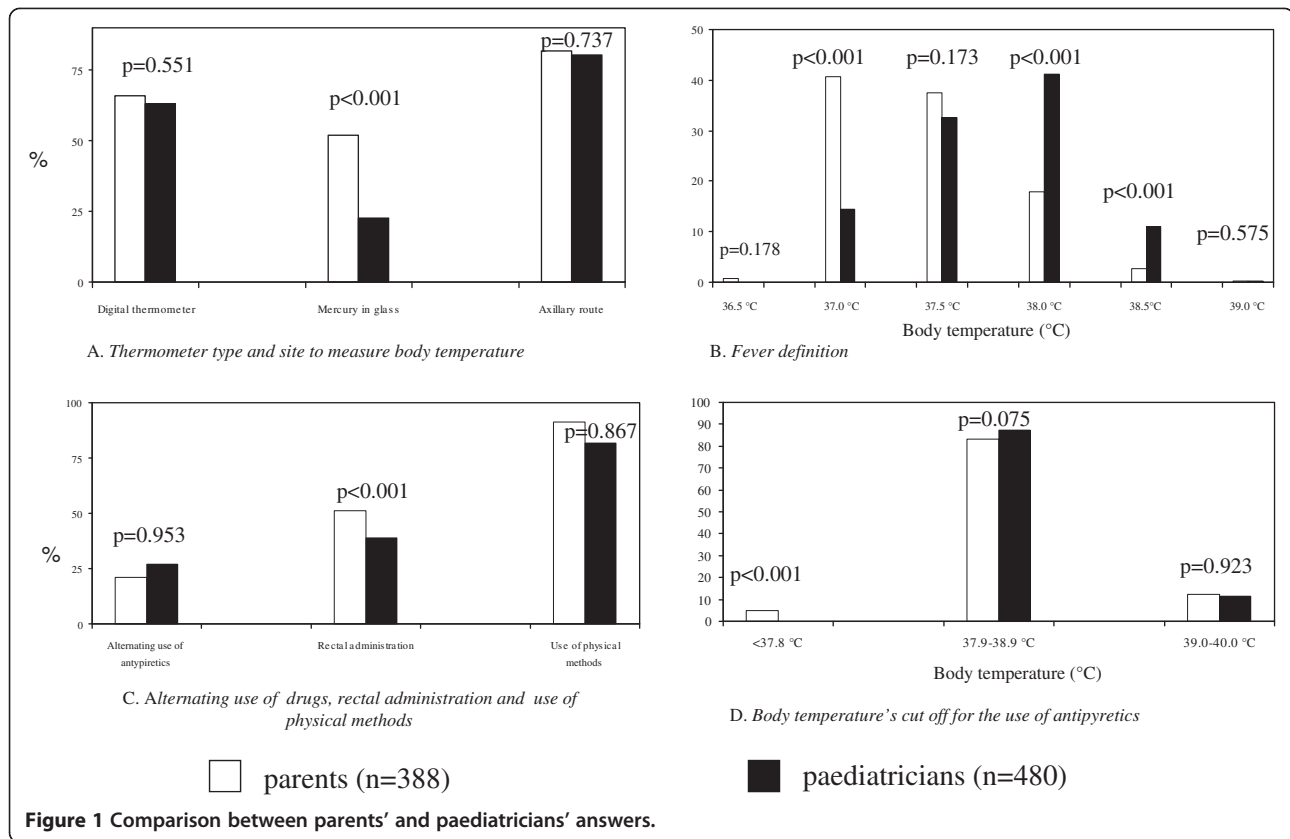 p=0.551
p<0.001
p=0.737
75
50
25
0
%
Digital thermometer Mercury in glass Axillary route
A. Thermometer type and site to measure body temperature
p<0.001 p=0.173 p<0.001
p<0.001
p=0.575
p=0.178
50
40
30
20
10
0
36.5 °C 37.0 °C 37.5 °C 38.0 °C 38.5°C 39.0 °C
Body temperature (°C)
B. Fever definition
p=0.953
p<0.001
p=0.867
100
75
50
25
0
%
Alternating use of
antypiretics
Rectal administration
Use of physical
methods
C. Alternating use of drugs, rectal administration and use of
physical methods
p<0.001
p=0.075
p=0.923
100
90
80
70
60
50
40
30
20
10
0
<37.8 °C 37.9-38.9 °C 39.0-40.0 °C
Body temperature (°C)
D. Body temperature's cut off for the use of antipyretics
parents (n=388) paediatricians (n=480)
Figure 1 Comparison between parents' and paediatricians' answers.